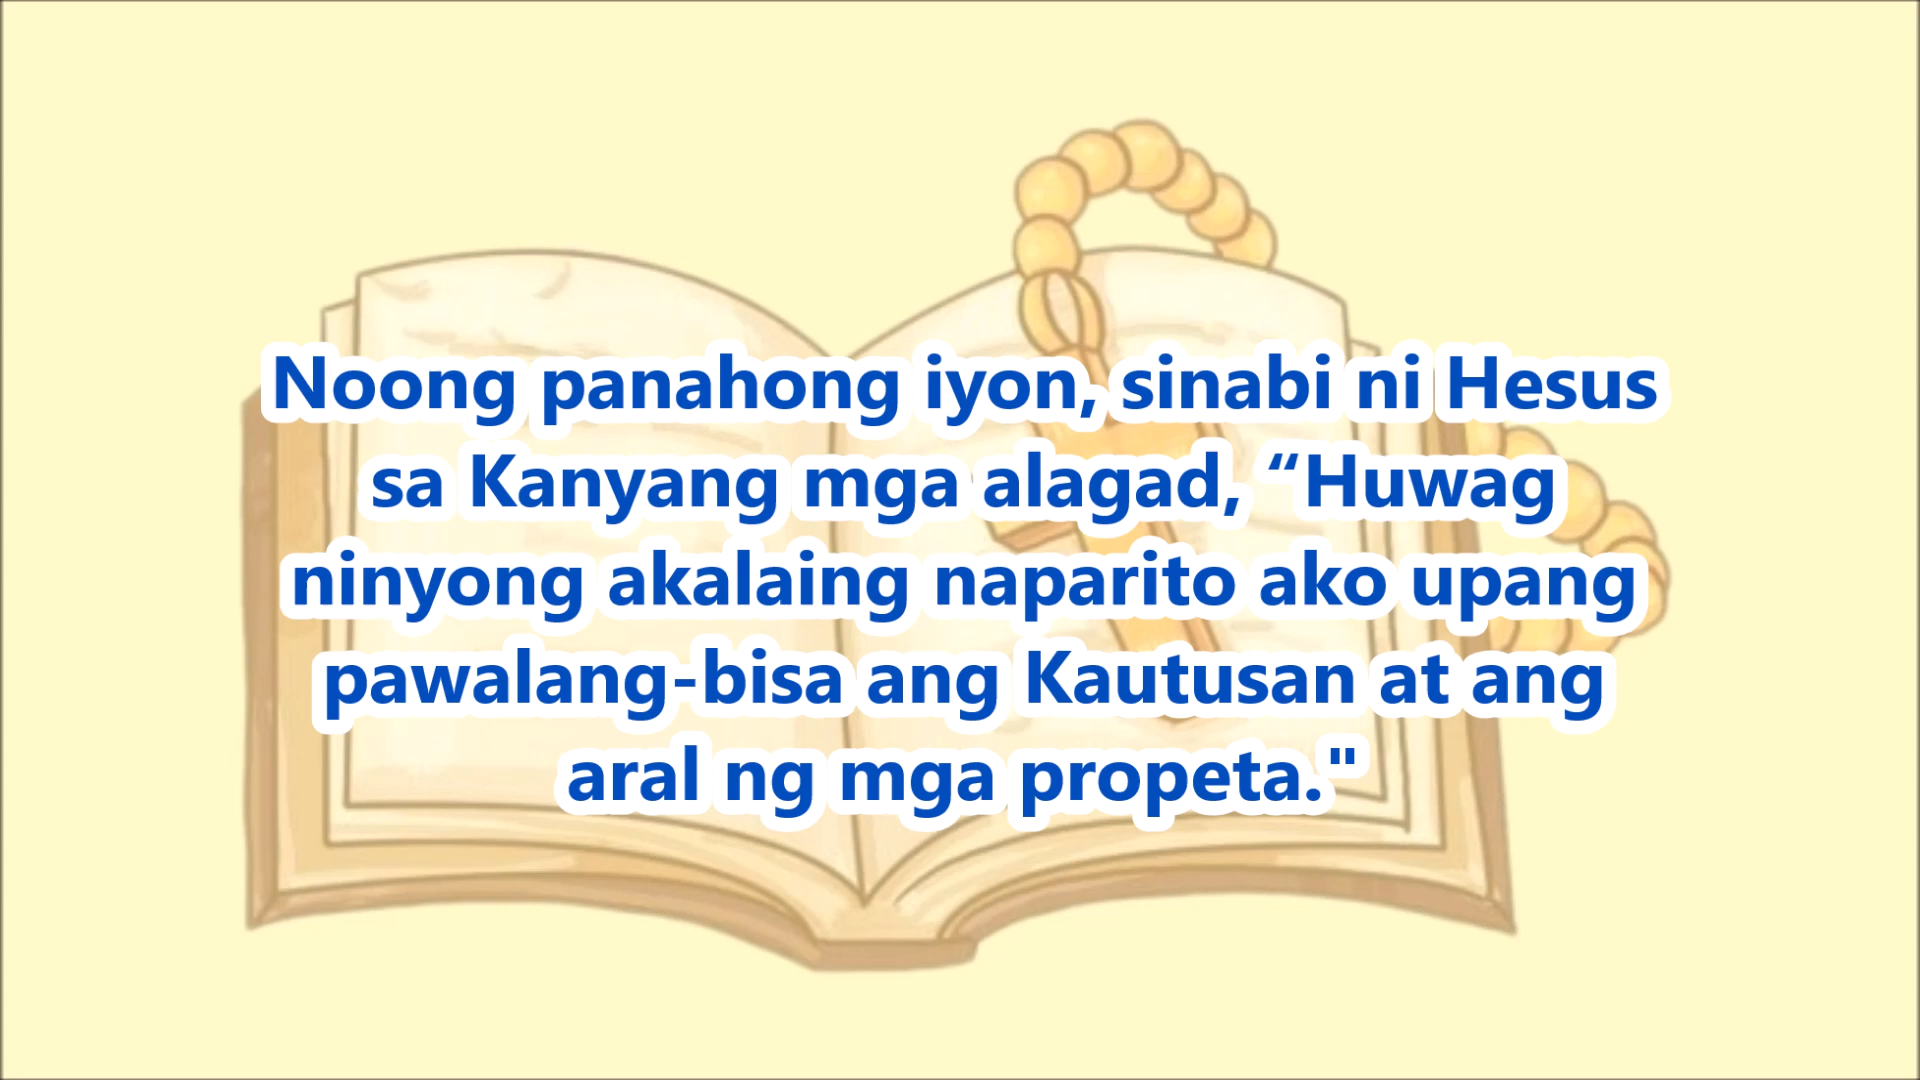 Noong panahong iyon, sinabi ni Hesus
sa Kanyang mga alagad, “Huwag
ninyong akalaing naparito ako upang
pawalang-bisa ang Kautusan at ang
aral ng mga propeta."